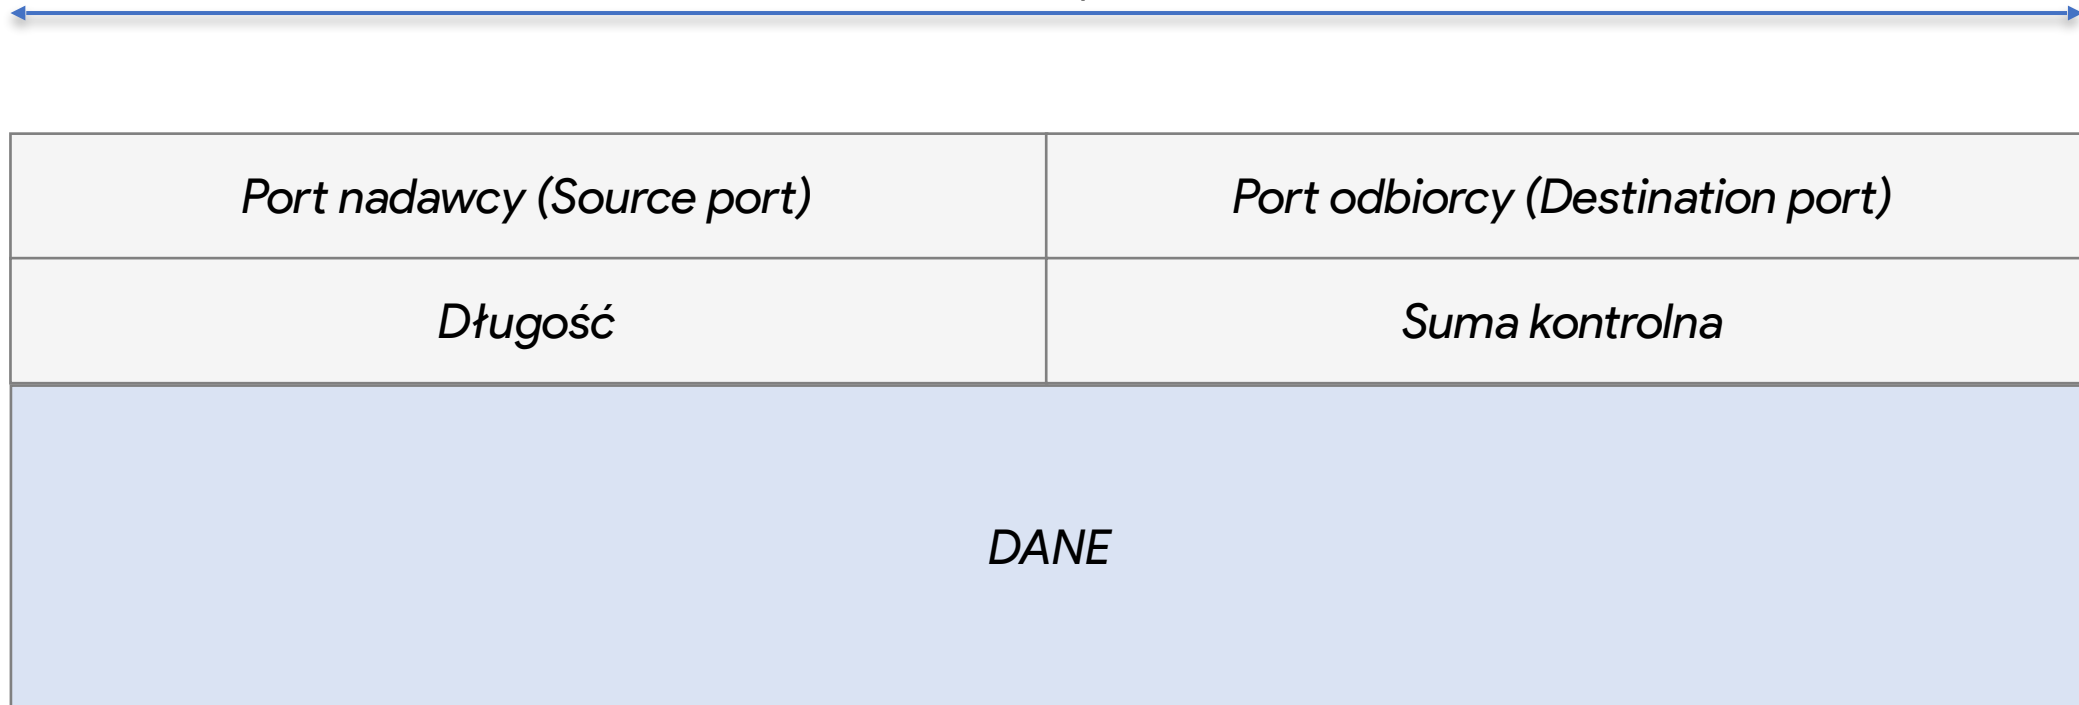 Port nadawcy (Source port)
Port odbiorcy (Destination port)
Długość
Suma kontrolna
DANE